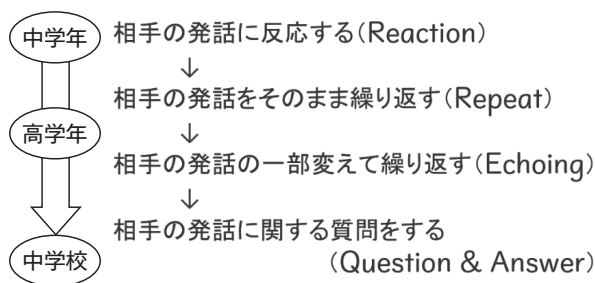 中学年
相手の発話に反応する（Reaction）
↓
相手の発話をそのまま繰り返す（Repeat）
高学年
↓
相手の発話の一部変えて繰り返す（Echoing）
↓
相手の発話に関する質問をする
（Question & Answer）
中学校